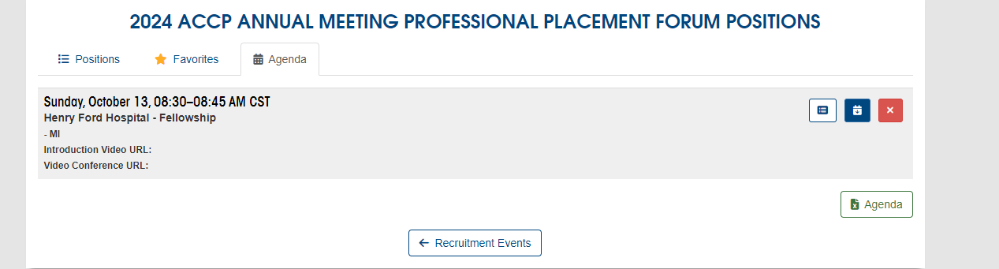 2024 ACCP ANNUAL MEETING PROFESSIONAL PLACEMENT FORUM POSITIONS
Positions Favorites Agenda
Sunday, October 13, 08:30–08:45 AM CST
Henry Ford Hospital - Fellowship
- MI
Introduction Video URL:
Video Conference URL:
Agenda
Recruitment Events